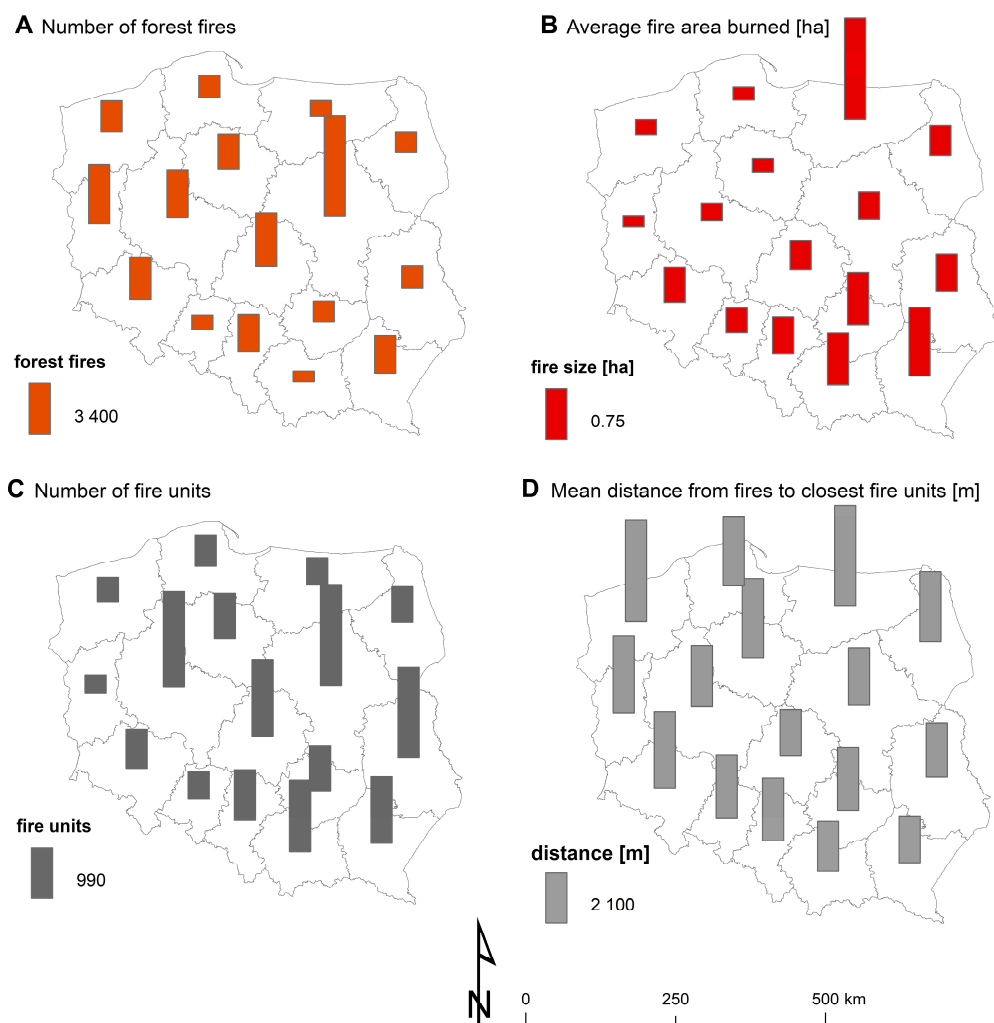 A Number of forest fires
B Average fire area burned [ha]
forest fires
3 400
fire size [ha]
0.75
C Number of fire units
D Mean distance from fires to closest fire units [m]
fire units
990
distance [m]
2 100
N
0 250 500 km